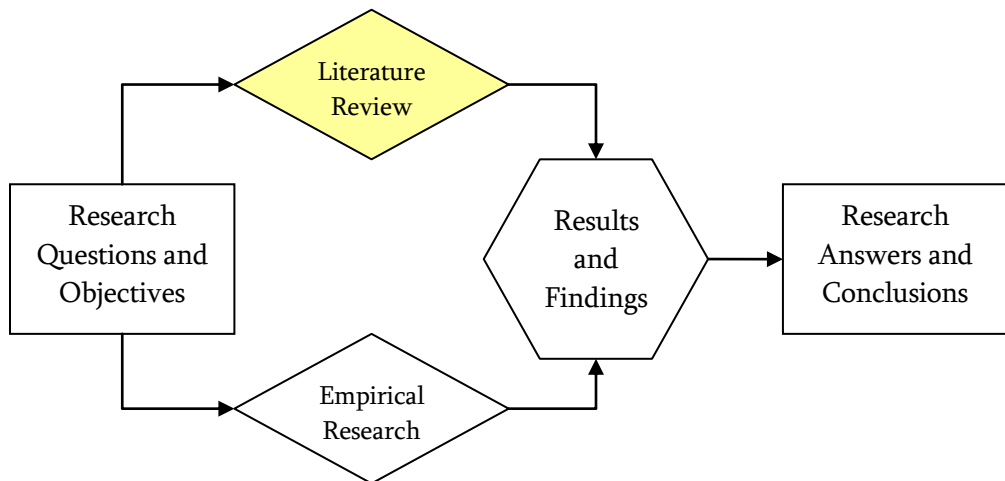 Literature
Review
Research
Questions and
Objectives
Results
and
Findings
Research
Answers and
Conclusions
Empirical
Research